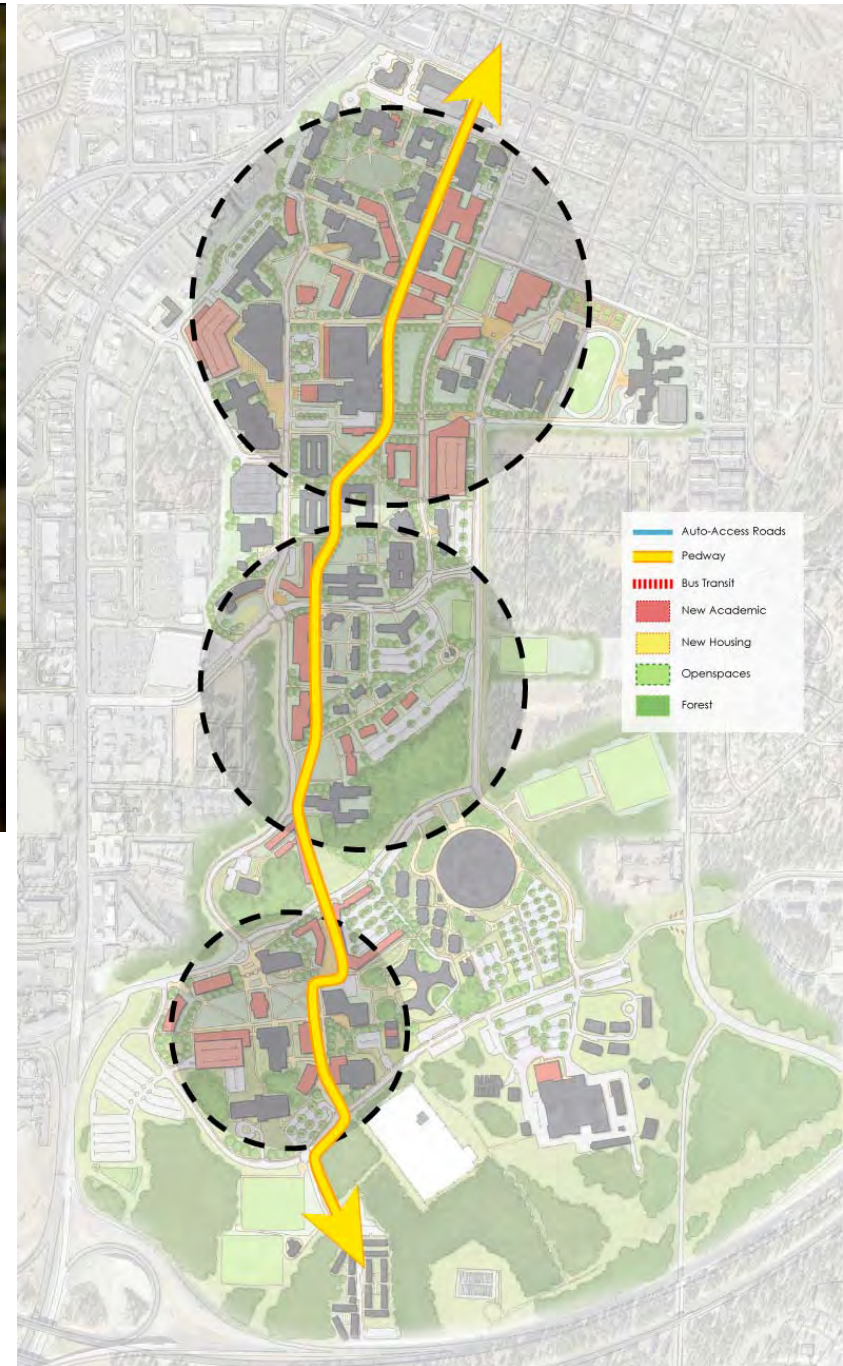 Auto-Access Roads
Pedway
Bus Transit
New Academic
New Housing
Openspaces
Forest